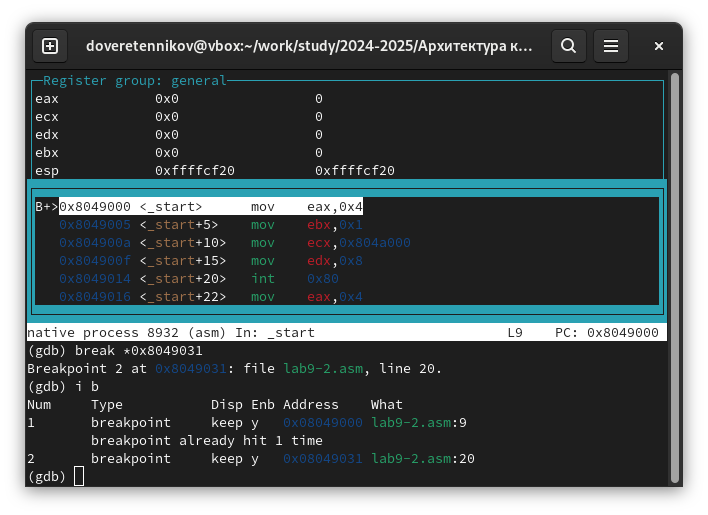 doveretennikov@vbox:~/work/study/2024-2025/Архитектура к...
Register group: general
eax 0x0 0
ecx 0x0 0
edx 0x0 0
ebx 0x0 0
esp 0xffffcf20 0xffffcf20
B+>0x8049000 <_start> mov eax,0x4
0x8049005 <_start+5> mov ebx,0x1
0x804900a <_start+10> mov ecx,0x804a000
0x804900f <_start+15> mov edx,0x8
0x8049014 <_start+20> int 0x80
0x8049016 <_start+22> mov eax,0x4
native process 8932 (asm) In: _start L9 PC: 0x8049000
(gdb) break *0x8049031
Breakpoint 2 at 0x8049031: file lab9-2.asm, line 20.
(gdb) i b
Num Type Disp Enb Address What
1 breakpoint keep y 0x08049000 lab9-2.asm:9
breakpoint already hit 1 time
2 breakpoint keep y 0x08049031 lab9-2.asm:20
(gdb)